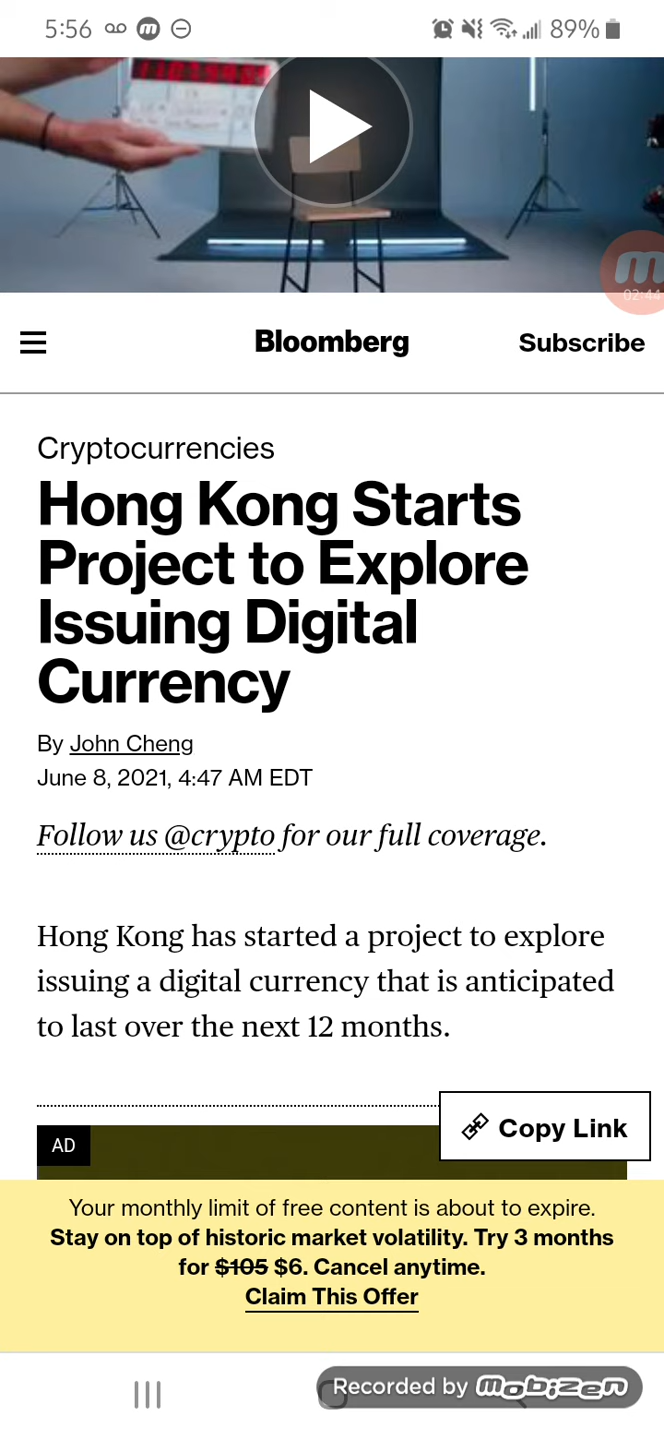 5:56
89%
02:44
Bloomberg
Subscribe
Cryptocurrencies
Hong Kong Starts
Project to Explore
Issuing Digital
Currency
By John Cheng
June 8, 2021, 4:47 AM EDT
Follow us @crypto for our full coverage.
Hong Kong has started a project to explore
issuing a digital currency that is anticipated
to last over the next 12 months.
Copy Link
AD
Your monthly limit of free content is about to expire.
Stay on top of historic market volatility. Try 3 months
for $105 $6. Cancel anytime.
Claim This Offer
Recorded by mobizen